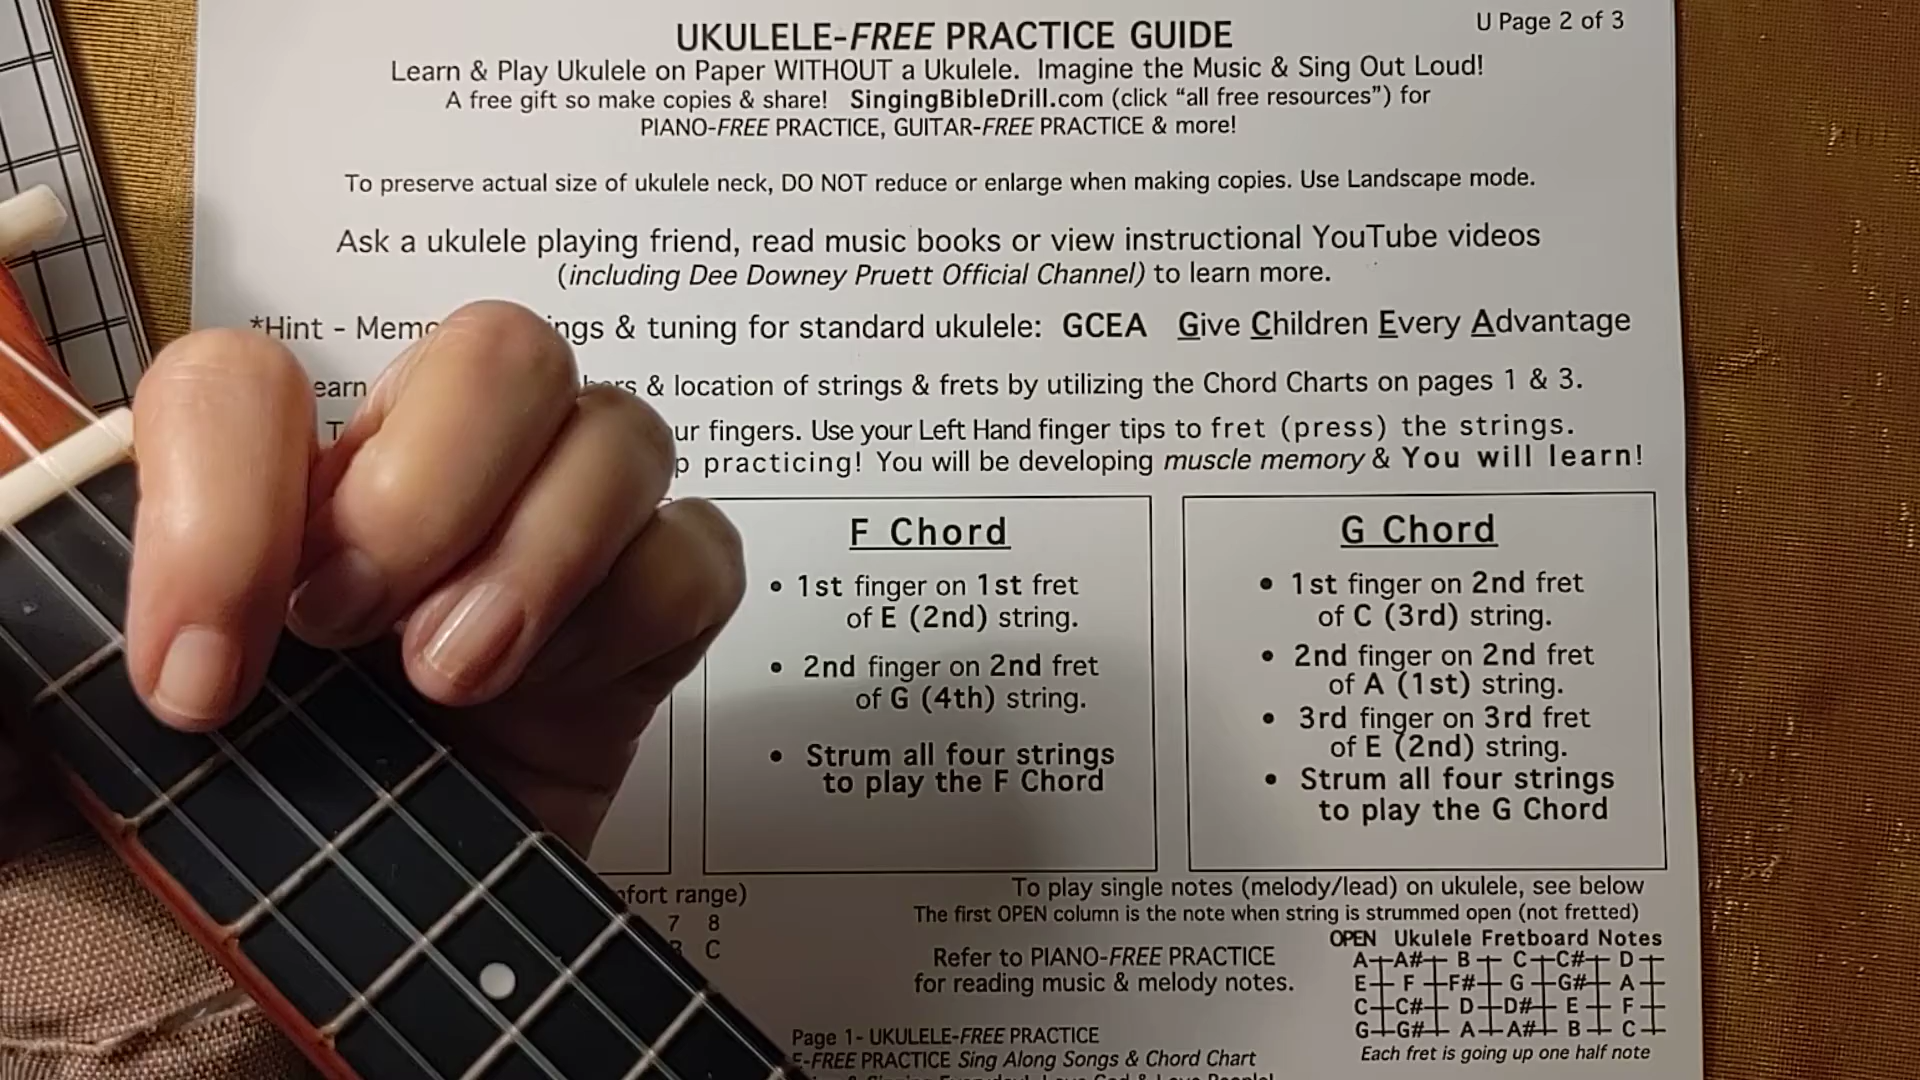 U Page 2 of 3
UKULELE-FREE PRACTICE GUIDE
Learn & Play Ukulele on Paper WITHOUT a Ukulele. Imagine the Music & Sing Out Loud!
A free gift so make copies & share! SingingBibleDrill.com (click “all free resources”) for
PIANO-FREE PRACTICE, GUITAR-FREE PRACTICE & more!
To preserve actual size of ukulele neck, DO NOT reduce or enlarge when making copies. Use Landscape mode.
Ask a ukulele playing friend, read music books or view instructional YouTube videos
(including Dee Downey Pruett Official Channel) to learn more.
*Hint - & tuning for standard ukulele: GCEA Give Children Every Advantage
& location of strings & frets by utilizing the Chord Charts on pages 1 & 3.
fingers. Use your Left Hand finger tips to fret (press) the strings.
practicing! You will be developing muscle memory & You will learn!
F Chord
• 1st finger on 1st fret
of E (2nd) string.
• 2nd finger on 2nd fret
of G (4th) string.
• Strum all four strings
to play the F Chord
G Chord
• 1st finger on 2nd fret
of C (3rd) string.
• 2nd finger on 2nd fret
of A (1st) string.
• 3rd finger on 3rd fret
of E (2nd) string.
• Strum all four strings
to play the G Chord
range)
7 8
C
To play single notes (melody/lead) on ukulele, see below
The first OPEN column is the note when string is strummed open (not fretted)
Refer to PIANO-FREE PRACTICE
for reading music & melody notes.
OPEN Ukulele Fretboard Notes
A A# B C C# D
E F F# G G# A
C C# D D# E F
G G# A A# B C
Each fret is going up one half note
Page 1- UKULELE-FREE PRACTICE
E-FREE PRACTICE Sing Along Songs & Chord Chart